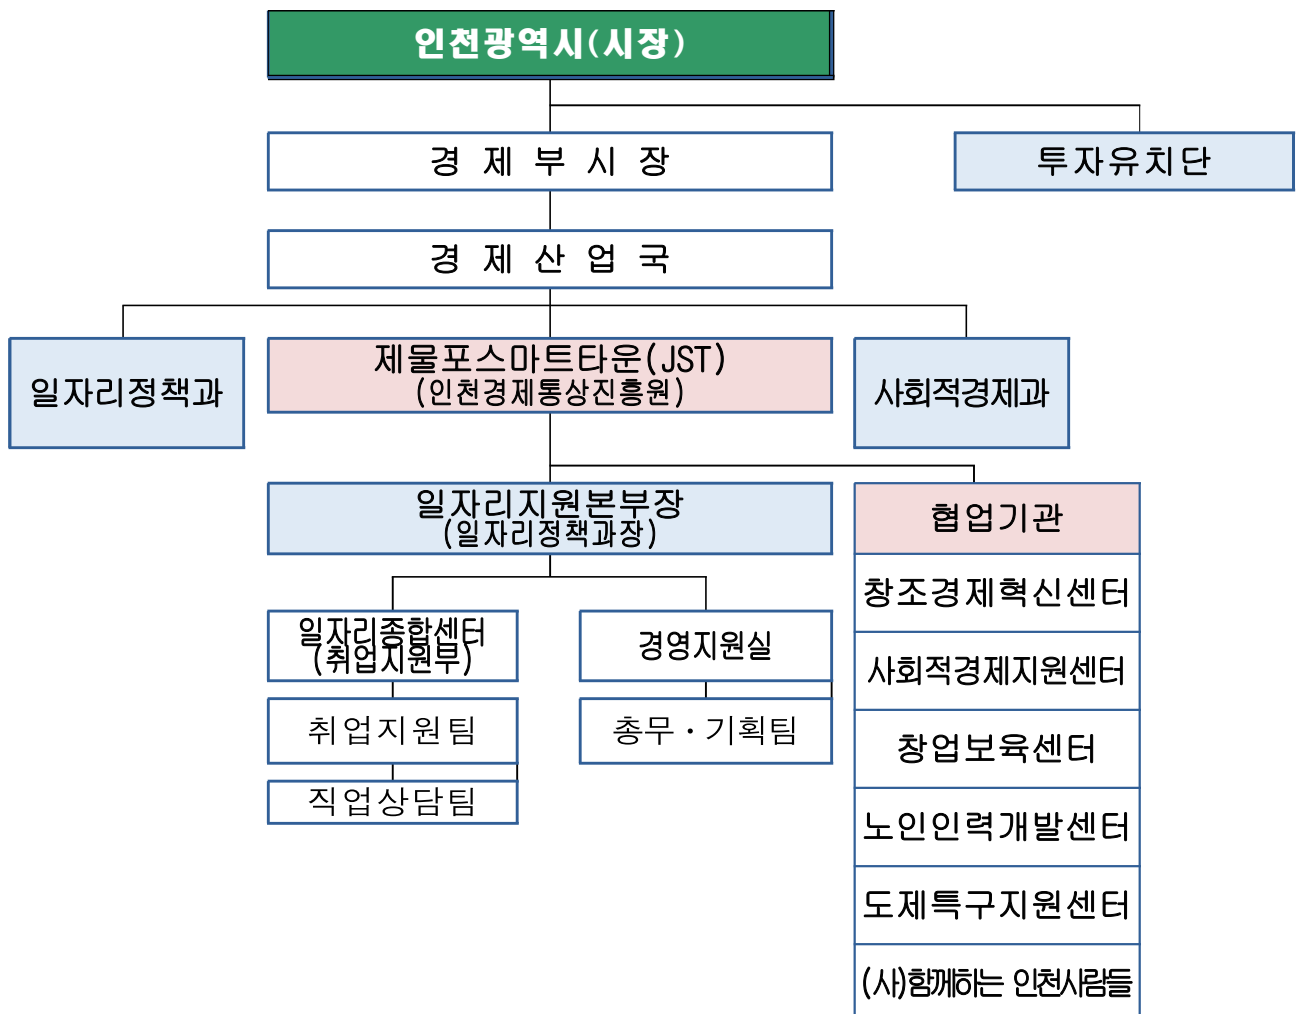 인천광역시(시장)
경 제 부 시 장
투자유치단
경 제 산 업 국
일자리정책과
제물포스마트타운(JST)
(인천경제통상진흥원)
사회적경제과
일자리지원본부장
(일자리정책과장)
협업기관
창조경제혁신센터
일자리종합센터
(취업지원부)
경영지원실
사회적경제지원센터
취업지원팀
총무·기획팀
창업보육센터
직업상담팀
노인인력개발센터
도제특구지원센터
(사)함께하는 인천사람들